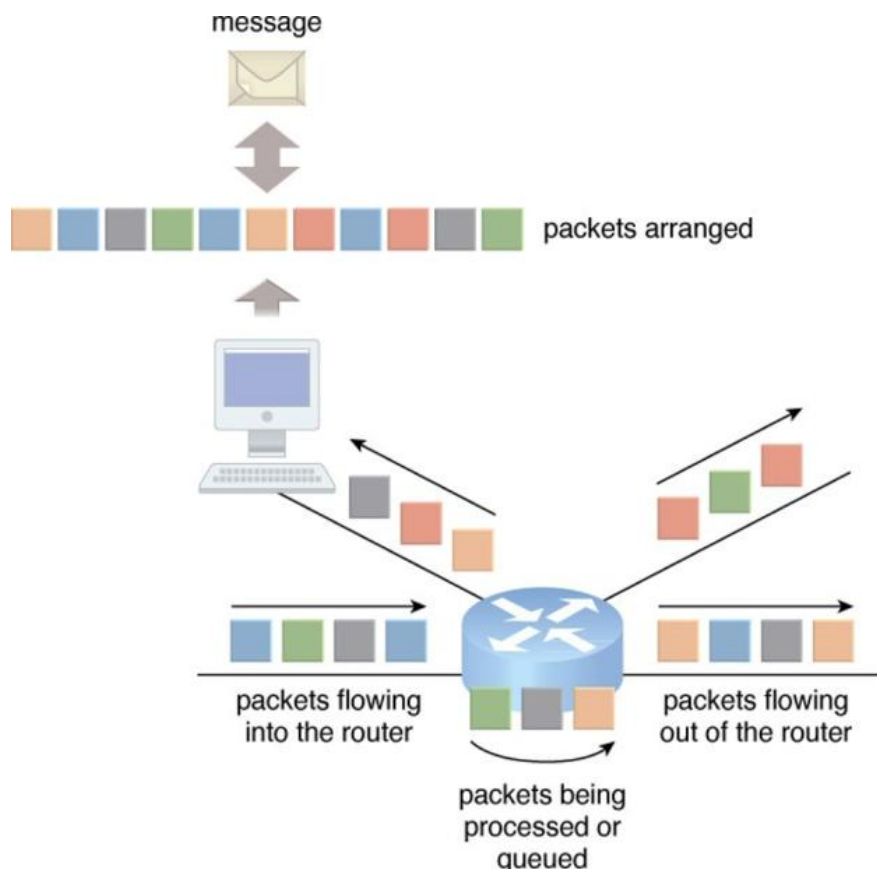 message
packets arranged
packets flowing
into the router
packets flowing
out of the router
packets being
processed or
queued